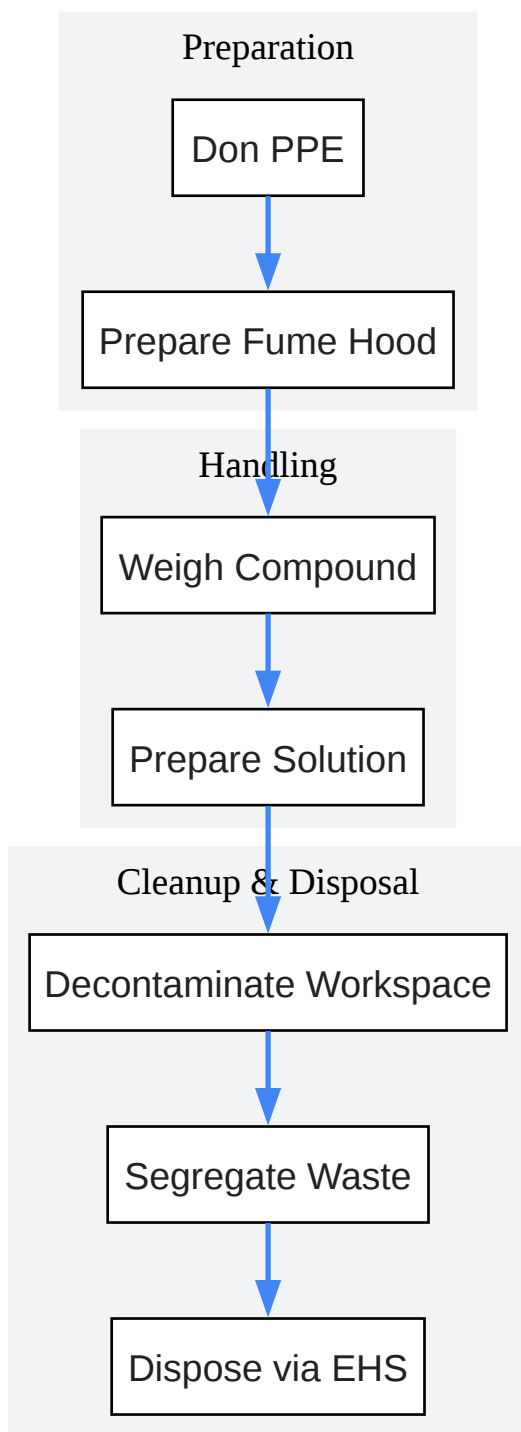 Preparation
Don PPE
Prepare Fume Hood
Handling
Weigh Compound
Prepare Solution
Cleanup & Disposal
Decontaminate Workspace
Segregate Waste
Dispose via EHS